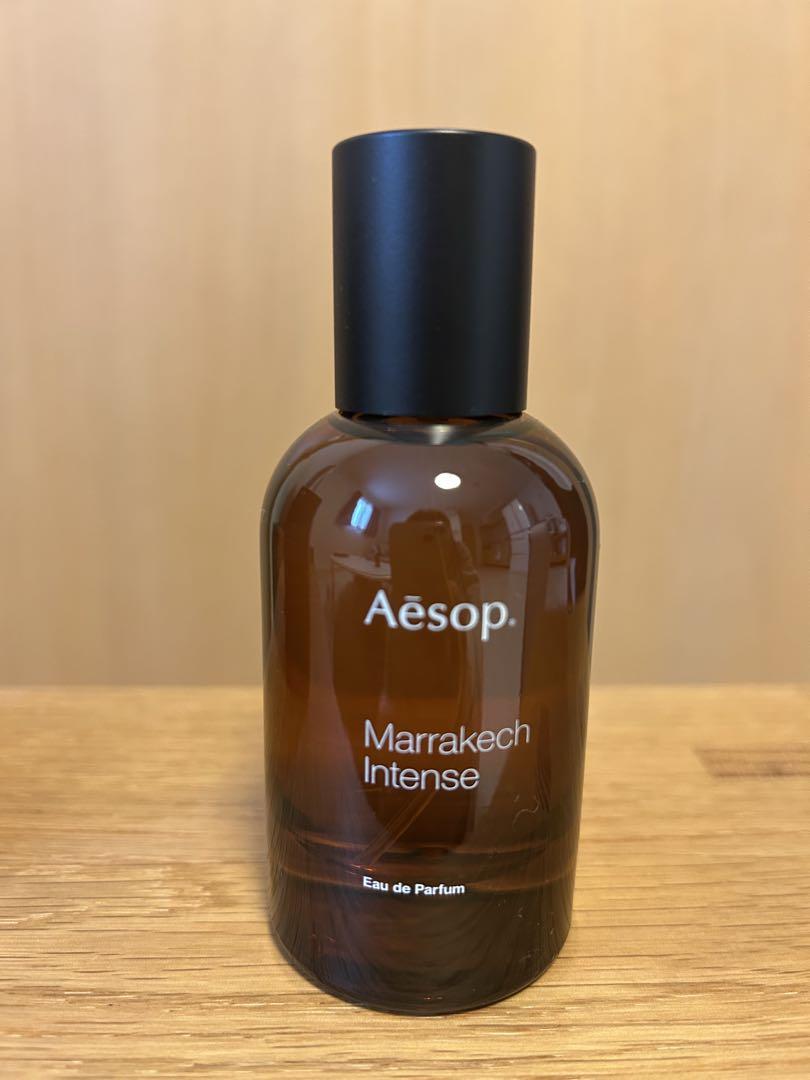 Aēsop.
Marrakech
Intense
Eau de Parfum